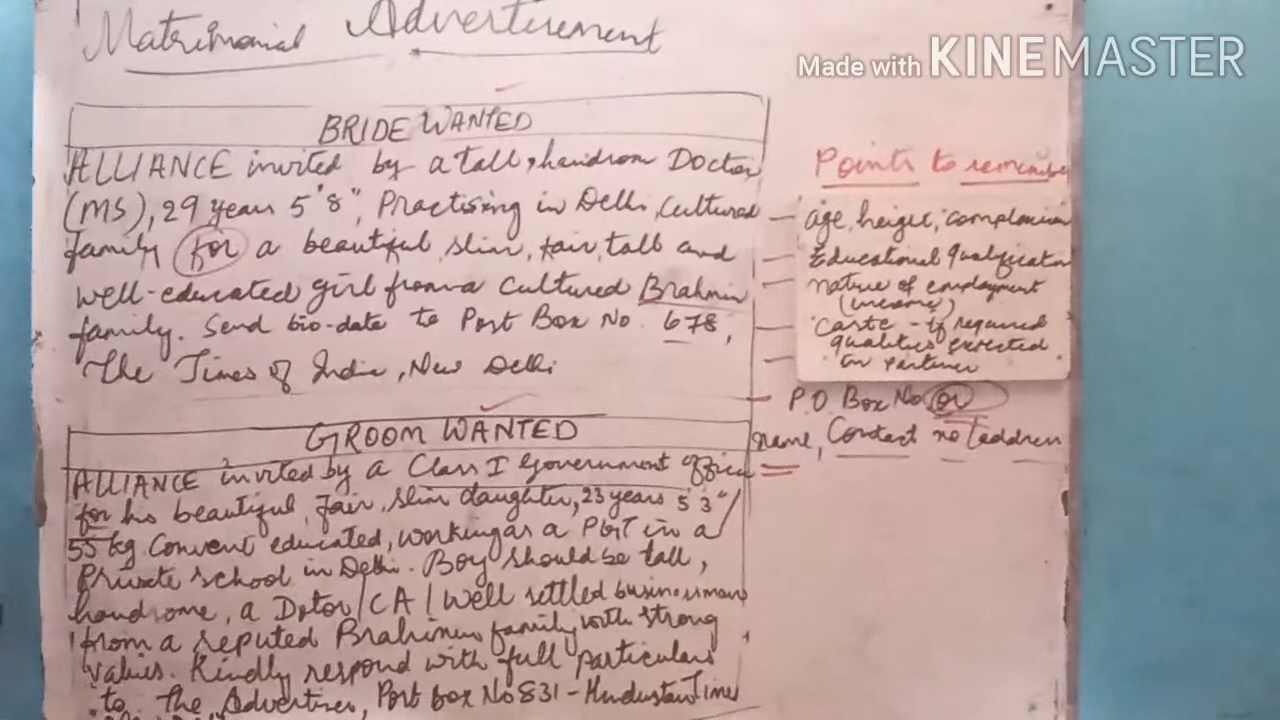 Matrimonial Advertisement
Made with KINEMASTER
BRIDE WANTED
ALLIANCE invited by a tall, handsom Doctor
(MS), 29 years 5'8", Practising in Delhi, Cultured
family for a beautiful, slim, fair, tall and
well-educated girl from a cultured Brahmin
family. Send bio-date to Post Box No. 678,
The Times of India, New Delhi
GROOM WANTED
ALLIANCE invited by a Class I Government Officer
for his beautiful, fair, slim daughter, 23 years 5'3"/
55 kg Convent educated, working as a PGT in a
Private school in Delhi. Boy should be tall,
handsome, a Dotor/CA/Well settled businessman
from a reputed Brahimin family with strong
values. Kindly respond with full particulars
to the Advertiser, Post box No 831 - Hindustan Time
Points to remember
age, height, complexion
Educational Qualification
nature of employment
(income)
Caste - if required
qualities expected
in partner
P.O Box No or
name, Contact no address